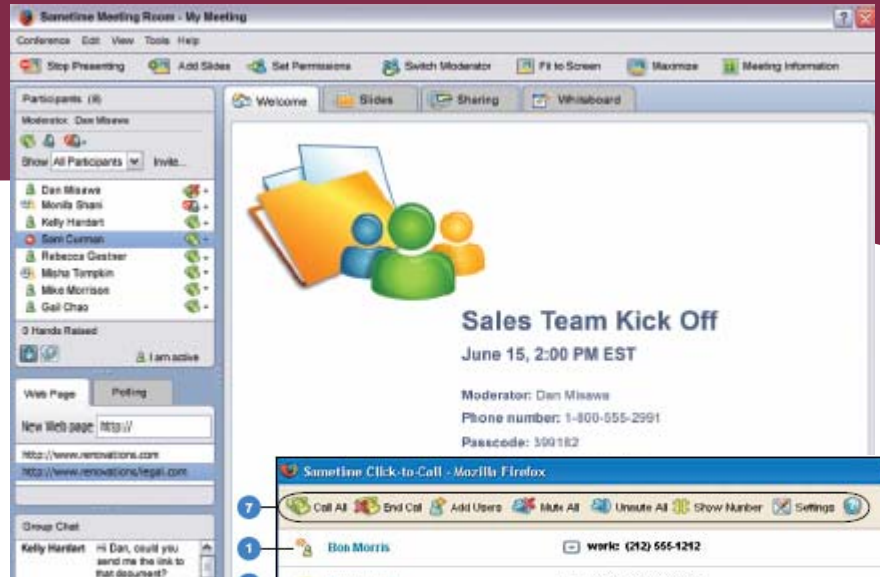 Sametime Meeting Room - My Meeting
Conference Edit View Tools Help
Stop Presenting Add Slides Set Permissions Switch Moderator Fit to Screen Maximize Meeting Information
Participants (8)
Moderator: Dan Misawa
Show All Participants Invite...
Dan Misawa
Monila Shani
Kelly Hardart
Sam Curman
Rebecca
Misha Tompkin
Mike Morrison
Gail Chao
0 Hands Raised
I am active
Web Page Polling
New Web page http://
http://www.renovations.com
http://www.renovations/legal.com
Group Chat
Kelly Hardart Hi Dan, could you
send me the link to
that document?
Welcome Slides Sharing Whiteboard
Sales Team Kick Off
June 15, 2:00 PM EST
Moderator: Dan Misawa
Phone number: 1-800-555-2991
Passcode: 399182
Sametime Click-to-Call - Mozilla Firefox
7 Call All End Call Add Users Mute All Unmute All Show Number Settings
1 Bon Morris work: (212) 555-1212